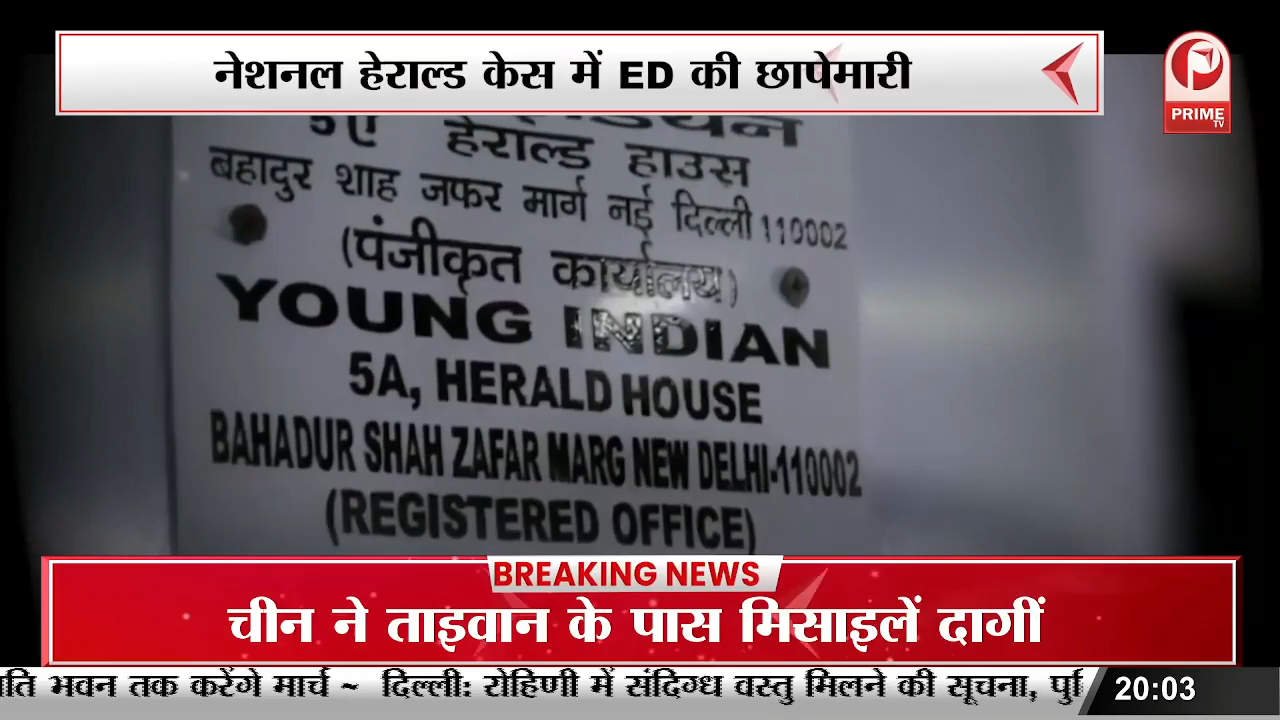 नेशनल हेराल्ड केस में ED की छापेमारी
PRIME
TV
5ए हेराल्ड हाउस
बहादुर शाह जफर मार्ग नई दिल्ली 110002
(पंजीकृत कार्यालय)
YOUNG INDIAN
5A, HERALD HOUSE
BAHADUR SHAH ZAFAR MARG NEW DELHI-110002
(REGISTERED OFFICE)
BREAKING NEWS
चीन ने ताइवान के पास मिसाइलें दागीं
भवन तक करेंगे मार्च ~ दिल्ली: रोहिणी में संदिग्ध वस्तु मिलने की सूचना,
20:03